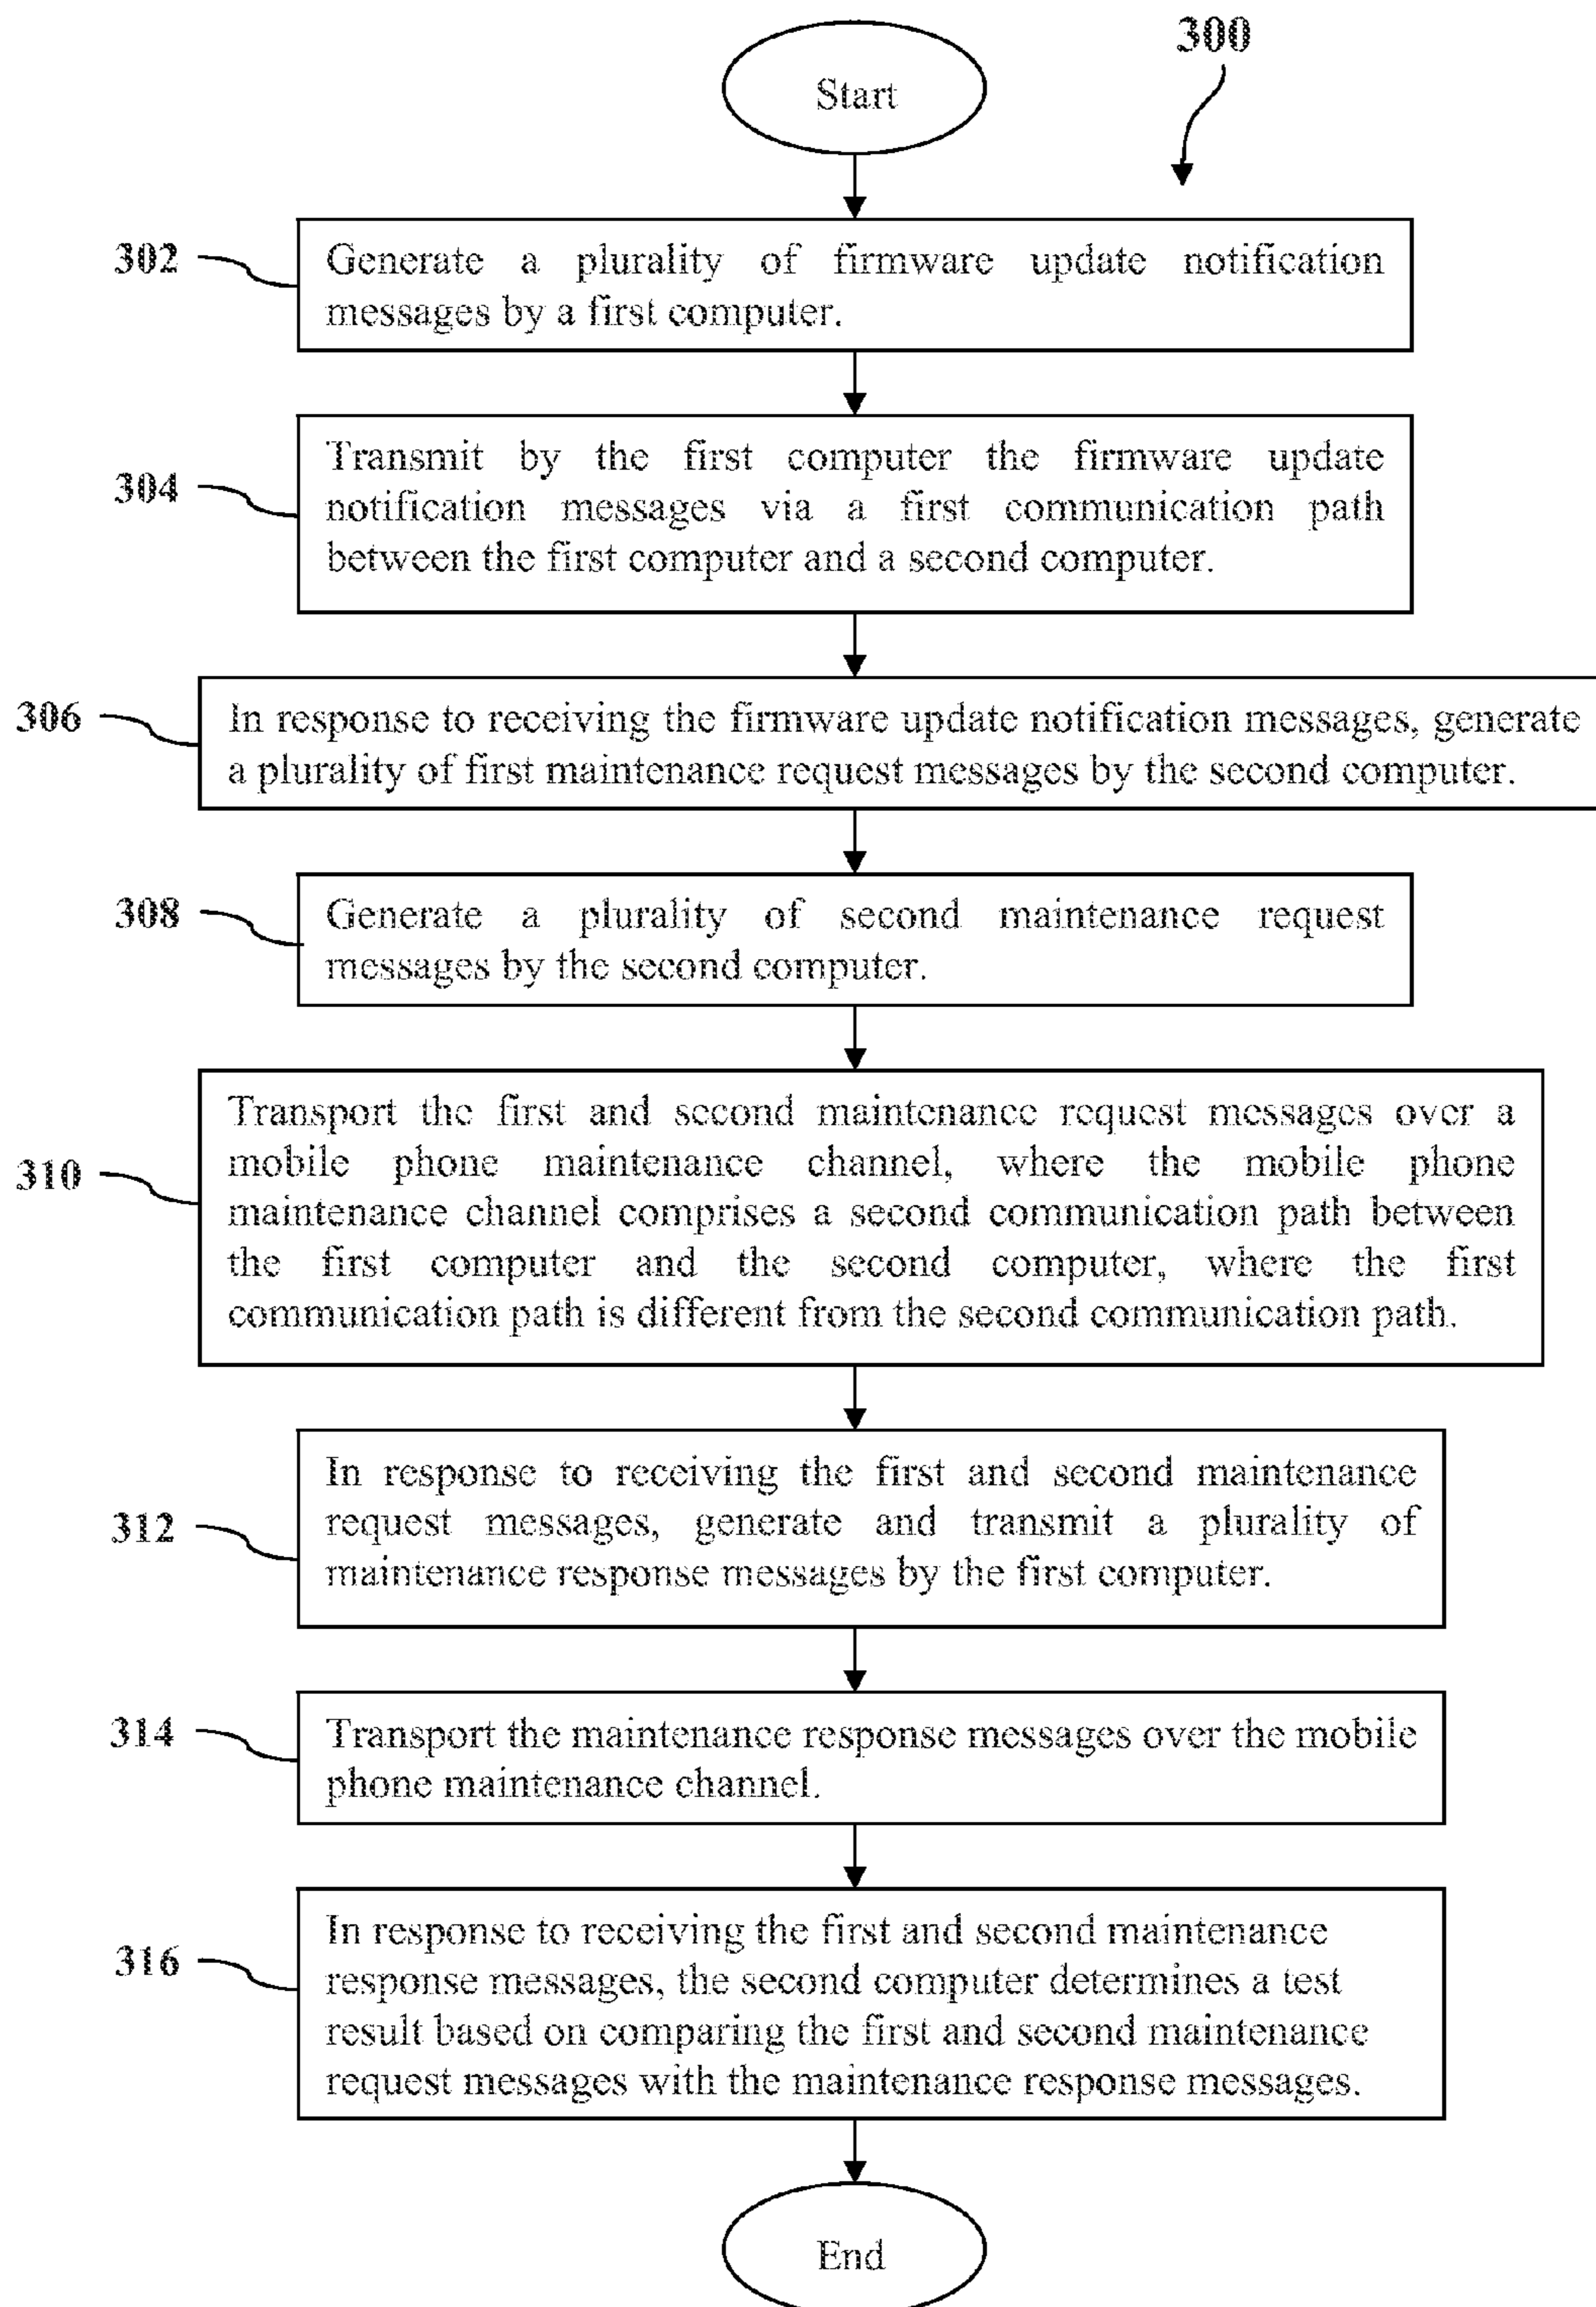 300
Start
302
Generate a plurality of firmware update notification
messages by a first computer.
304
Transmit by the first computer the firmware update
notification messages via a first communication path
between the first computer and a second computer.
306
In response to receiving the firmware update notification messages, generate
a plurality of first maintenance request messages by the second computer.
308
Generate a plurality of second maintenance request
messages by the second computer.
310
Transport the first and second maintenance request messages over a
mobile phone maintenance channel, where the mobile phone
maintenance channel comprises a second communication path between
the first computer and the second computer, where the first
communication path is different from the second communication path.
312
In response to receiving the first and second maintenance
request messages, generate and transmit a plurality of
maintenance response messages by the first computer.
314
Transport the maintenance response messages over the mobile
phone maintenance channel.
316
In response to receiving the first and second maintenance
response messages, the second computer determines a test
result based on comparing the first and second maintenance
request messages with the maintenance response messages.
End